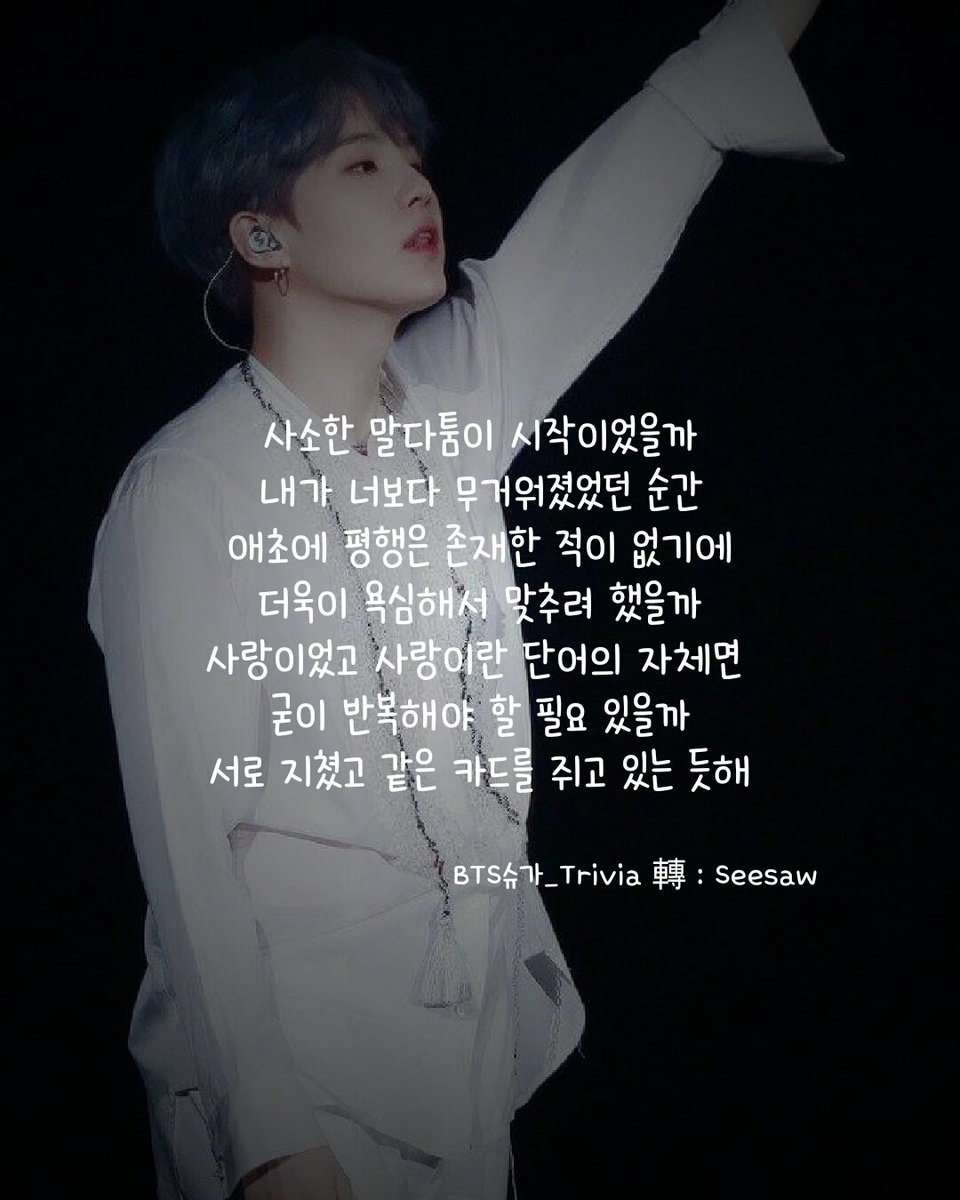 사소한 말다툼이 시작이었을까
내가 너보다 무거워졌었던 순간
애초에 평행은 존재한 적이 없기에
더욱이 욕심해서 맞추려 했을까
사랑이었고 사랑이란 단어의 자체면
굳이 반복해야 할 필요 있을까
서로 지쳤고 같은 카드를 쥐고 있는 듯해
BTS슈가_Trivia 轉 : Seesaw